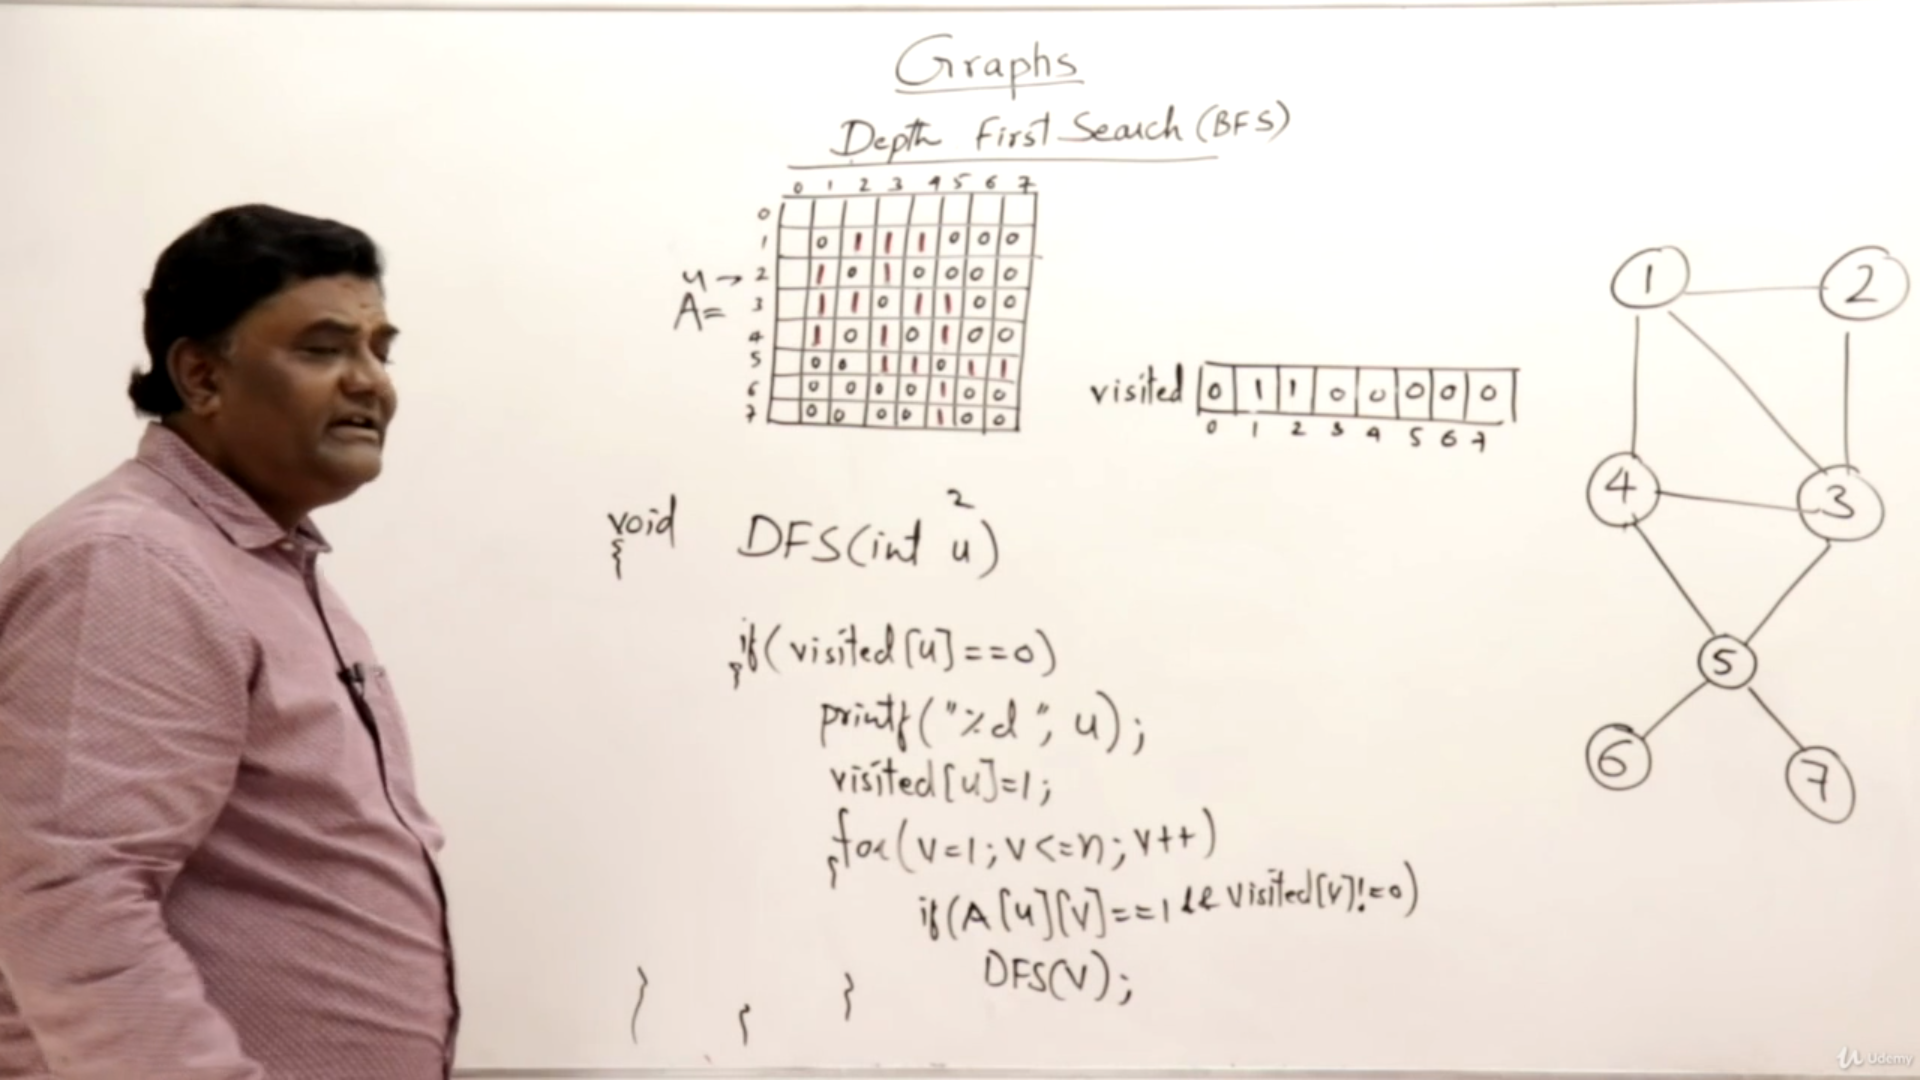 Graphs
Depth First Search (BFS)
0 1 2 3 4 5 6 7
0
1 0 1 1 1 0 0 0
u → 2 1 0 1 0 0 0 0
A= 3 1 1 0 1 1 0 0
4 1 0 1 0 1 0 0
5 0 0 1 1 0 1 1
6 0 0 0 0 1 0 0
7 0 0 0 0 1 0 0
visited 0 1 1 0 0 0 0 0
0 1 2 3 4 5 6 7
1 2
4 3
5
6 7
2
void DFS(int u)
{
if(visited[u]==0)
{
printf("%d", u);
visited[u]=1;
for(v=1; v<=n; v++)
{
if(A[u][v]==1 && visited[v]!=0)
DFS(v);
}
}
}
Udemy